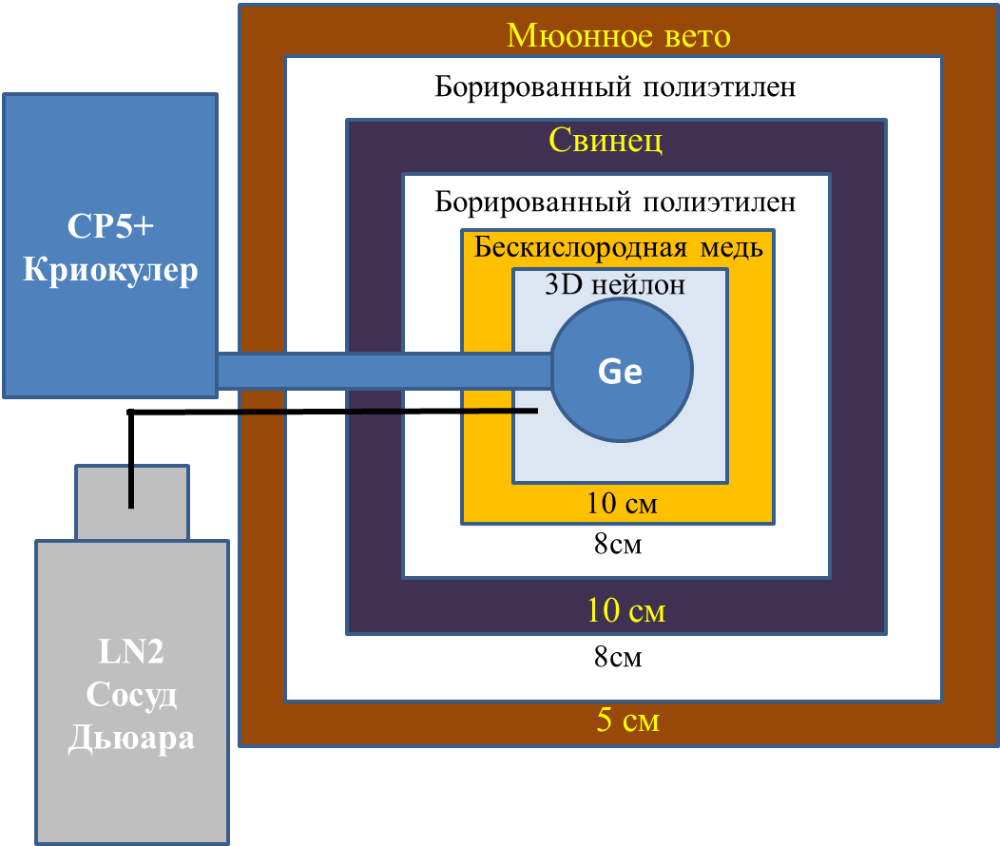 Мюонное вето
Борированный полиэтилен
Свинец
Борированный полиэтилен
Бескислородная медь
3D нейлон
Ge
CP5+
Криокулер
10 см
8см
10 см
8см
5 см
LN2
Сосуд
Дьюара